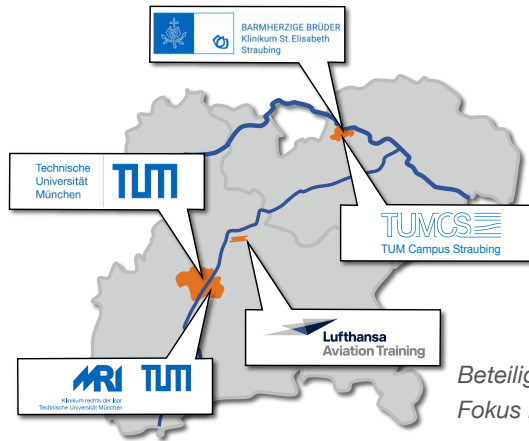 BARMHERZIGE BRÜDER
Klinikum St. Elisabeth
Straubing
Technische
Universität
München
TUM
TUMCS
TUM Campus Straubing
Lufthansa
Aviation Training
MRI TUM
Klinikum rechts der Isar
Technische Universität München
Beteilig
Fokus